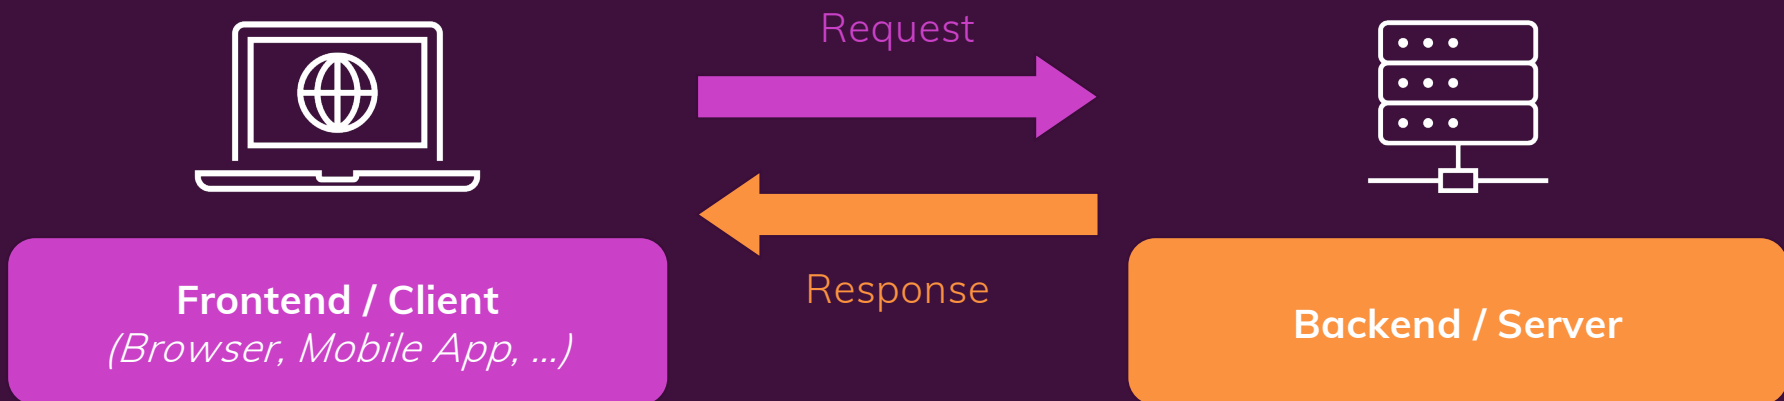 Request
Response
Frontend / Client
(Browser, Mobile App, ...)
Backend / Server